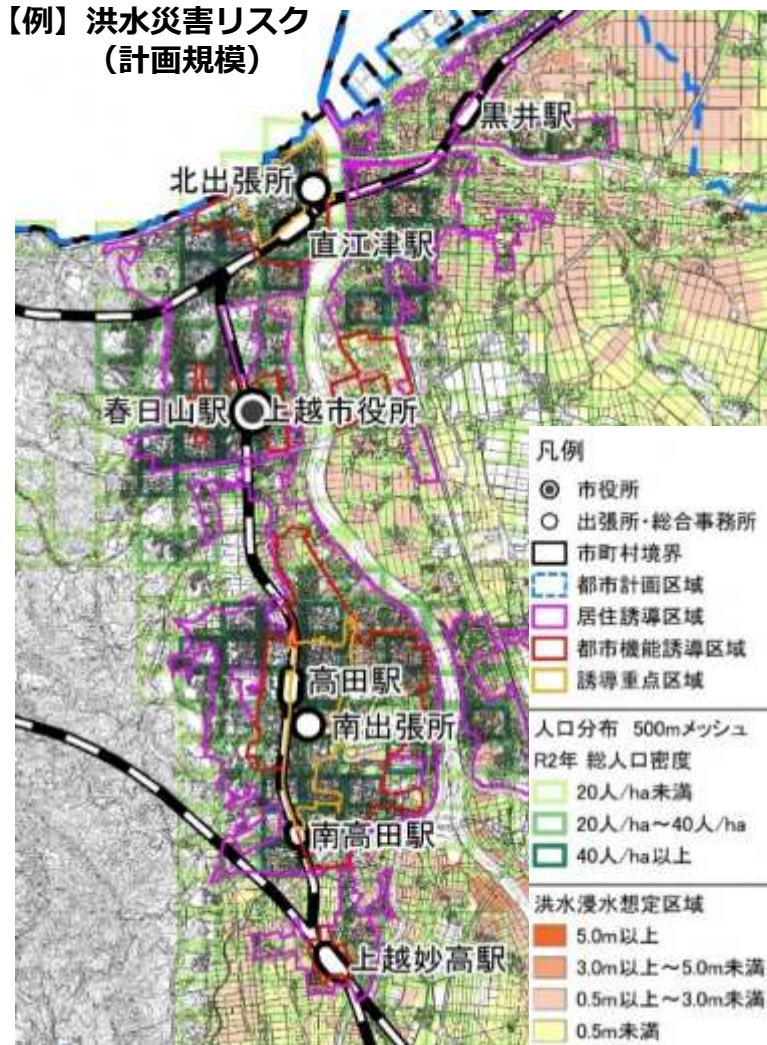 【例】洪水災害リスク
（計画規模）
黒井駅
北出張所
直江津駅
春日山駅
上越市役所
高田駅
南出張所
南高田駅
上越妙高駅
凡例
市役所
出張所・総合事務所
市町村境界
都市計画区域
居住誘導区域
都市機能誘導区域
誘導重点区域
人口分布 500mメッシュ
R2年 総人口密度
20人/ha未満
20人/ha～40人/ha
40人/ha以上
洪水浸水想定区域
5.0m以上
3.0m以上～5.0m未満
0.5m以上～3.0m未満
0.5m未満